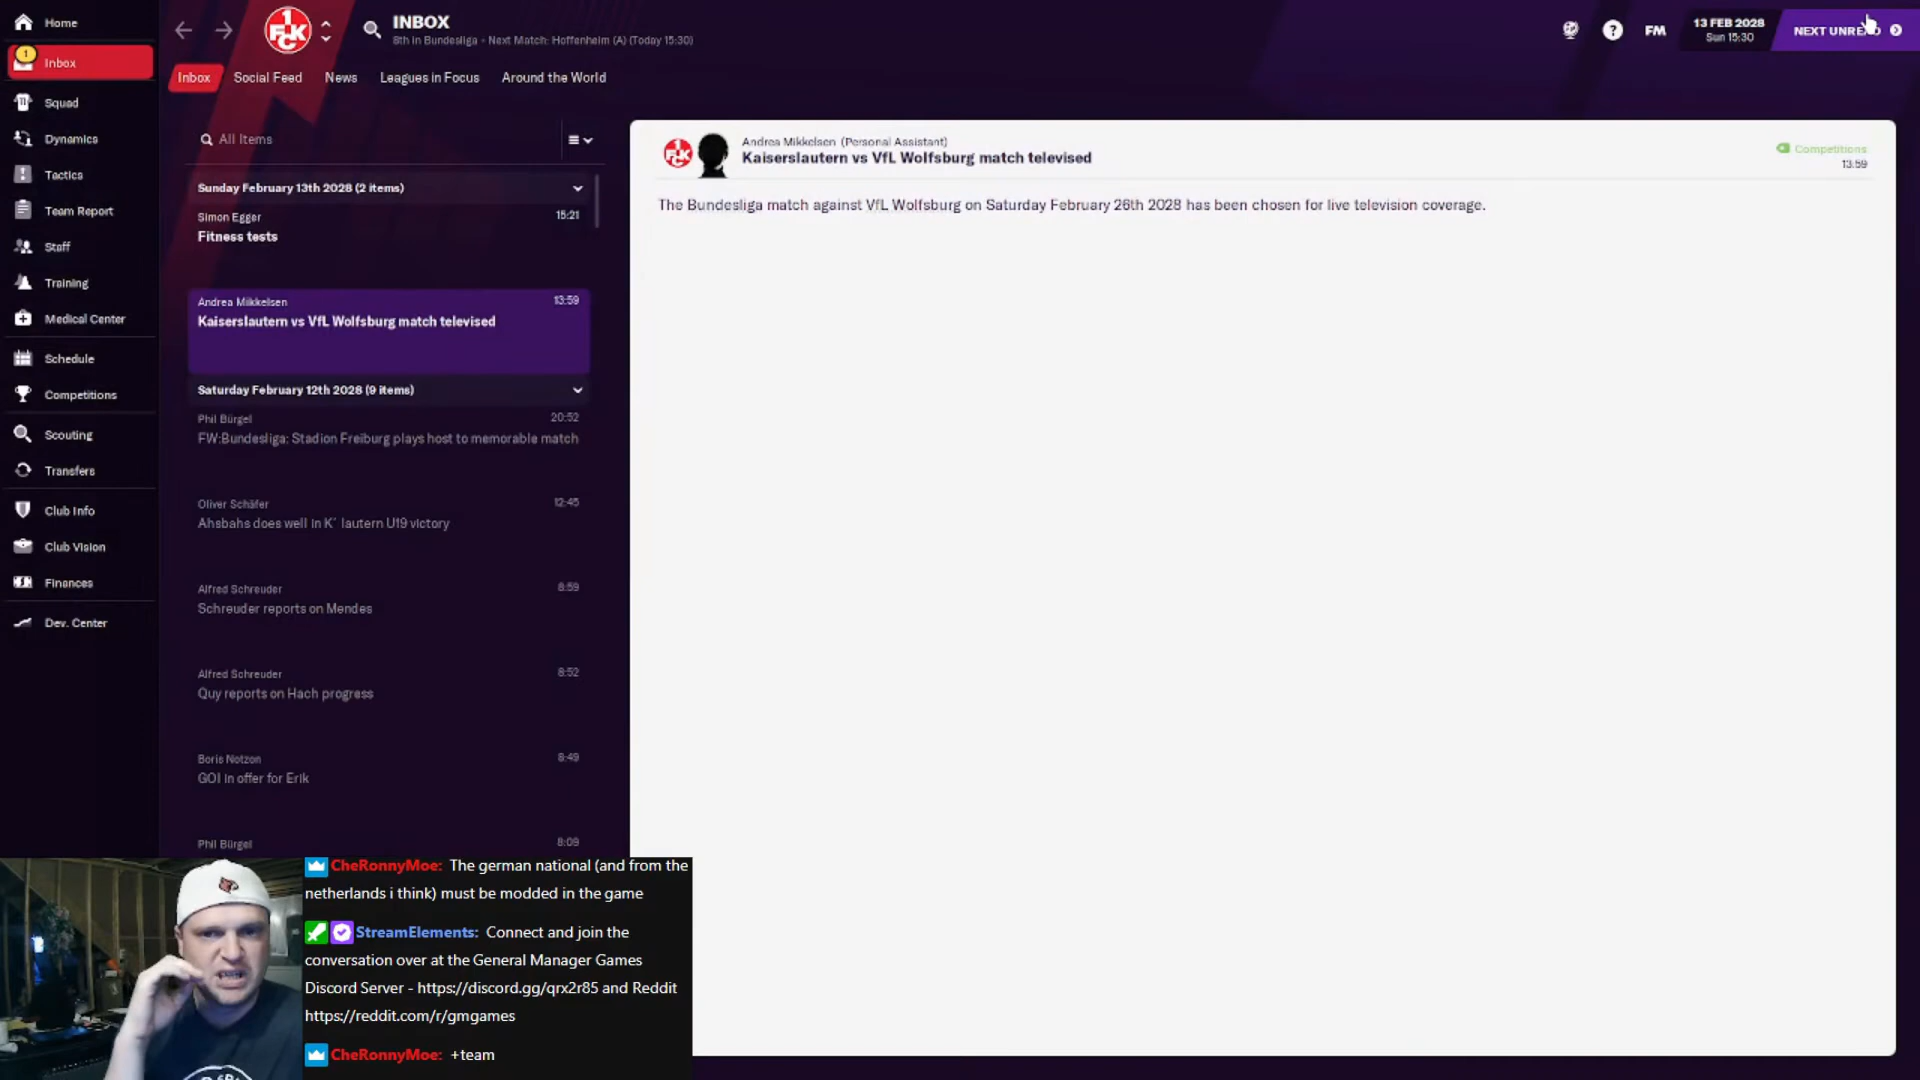 Home
Inbox
1
Squad
Dynamics
Tactics
Team Report
Staff
Training
Medical Center
Schedule
Competitions
Scouting
Transfers
Club Info
Club Vision
Finances
Dev. Center
1.
FCK
INBOX
8th in Bundesliga - Next Match: Hoffenheim (A) (Today 15:30)
FM
13 FEB 2028
Sun 15:30
Inbox
Social Feed
News
Leagues in Focus
Around the World
All Items
Sunday February 13th 2028 (2 items)
Simon Egger
15:21
Fitness tests
Andrea Mikkelsen
13:59
Kaiserslautern vs VfL Wolfsburg match televised
Saturday February 12th 2028 (9 items)
Phil Bürgel
20:52
FW:Bundesliga: Stadion Freiburg plays host to memorable match
Oliver Schäfer
12:45
Ahsbahs does well in K´ lautern U19 victory
Alfred Schreuder
8:59
Schreuder reports on Mendes
Alfred Schreuder
8:52
Quy reports on Hach progress
Boris Notzon
8:49
GOl in offer for Erik
Phil Bürgel
8:09
Andrea Mikkelsen (Personal Assistant)
Kaiserslautern vs VfL Wolfsburg match televised
Competitions
13:59
The Bundesliga match against VfL Wolfsburg on Saturday February 26th 2028 has been chosen for live television coverage.
CheRonnyMoe: The german national (and from the
netherlands i think) must be modded in the game
StreamElements: Connect and join the
conversation over at the General Manager Games
Discord Server - https://discord.gg/qrx2r85 and Reddit
https://reddit.com/r/gmgames
CheRonnyMoe: +team